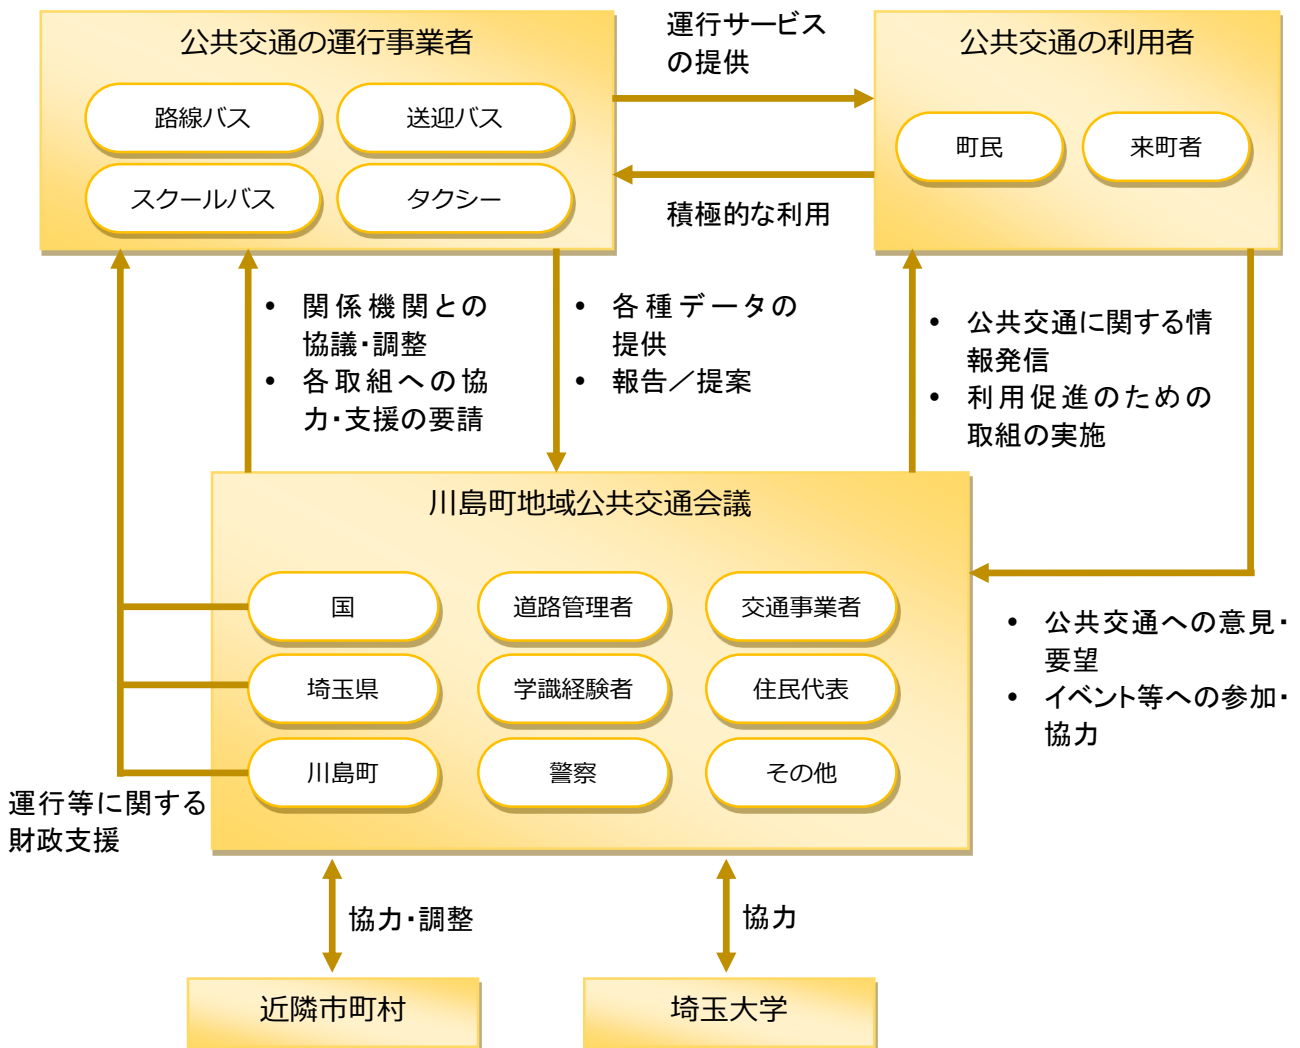 公共交通の運行事業者
路線バス
送迎バス
スクールバス
タクシー
運行サービス
の提供
積極的な利用
公共交通の利用者
町民
来町者
• 関係機関との
協議・調整
• 各取組への協
力・支援の要請
• 各種データの
提供
• 報告／提案
• 公共交通に関する情
報発信
• 利用促進のための
取組の実施
川島町地域公共交通会議
国
道路管理者
交通事業者
埼玉県
学識経験者
住民代表
川島町
警察
その他
• 公共交通への意見・
要望
• イベント等への参加・
協力
運行等に関する
財政支援
協力・調整
協力
近隣市町村
埼玉大学